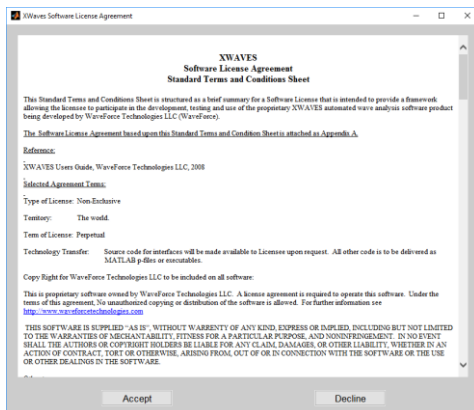 XWaves Software License Agreement
XWAVES
Software License Agreement
Standard Terms and Conditions Sheet
This Standard Terms and Conditions Sheet is structured as a brief summary for a Software License that is intended to provide a framework
allowing the licensee to participate in the development, testing and use of the proprietary XWAVES automated wave analysis software product
being developed by WaveForce Technologies LLC (WaveForce).
The Software License Agreement based upon this Standard Terms and Condition Sheet is attached as Appendix A.
Reference:
XWAVES Users Guide, WaveForce Technologies LLC, 2008
Selected Agreement Terms:
Type of License: Non-Exclusive
Territory: The world.
Term of License: Perpetual
Technology Transfer: Source code for interfaces will be made available to Licensee upon request. All other code is to be delivered as
MATLAB p-files or executables.
Copy Right for WaveForce Technologies LLC to be included on all software:
This is proprietary software owned by WaveForce Technologies LLC. A license agreement is required to operate this software. Under the
terms of this agreement, No unauthorized copying or distribution of the software is allowed. For further information see
http://www.waveforcetechnologies.com
THIS SOFTWARE IS SUPPLIED "AS IS", WITHOUT WARRENTY OF ANY KIND, EXPRESS OR IMPLIED, INCLUDING BUT NOT LIMITED
TO THE WARRANTIES OF MECHANTABILITY, FITNESS FOR A PARTICULAR PURPOSE, AND NONINFRINGEMENT. IN NO EVENT
SHALL THE AUTHORS OR COPYRIGHT HOLDERS BE LIABLE FOR ANY CLAIM, DAMAGES, OR OTHER LIABILITY, WHETHER IN AN
ACTION OF CONTRACT, TORT OR OTHERWISE, ARISING FROM, OUT OF OR IN CONNECTION WITH THE SOFTWARE OR THE USE
OR OTHER DEALINGS IN THE SOFTWARE.
Accept Decline